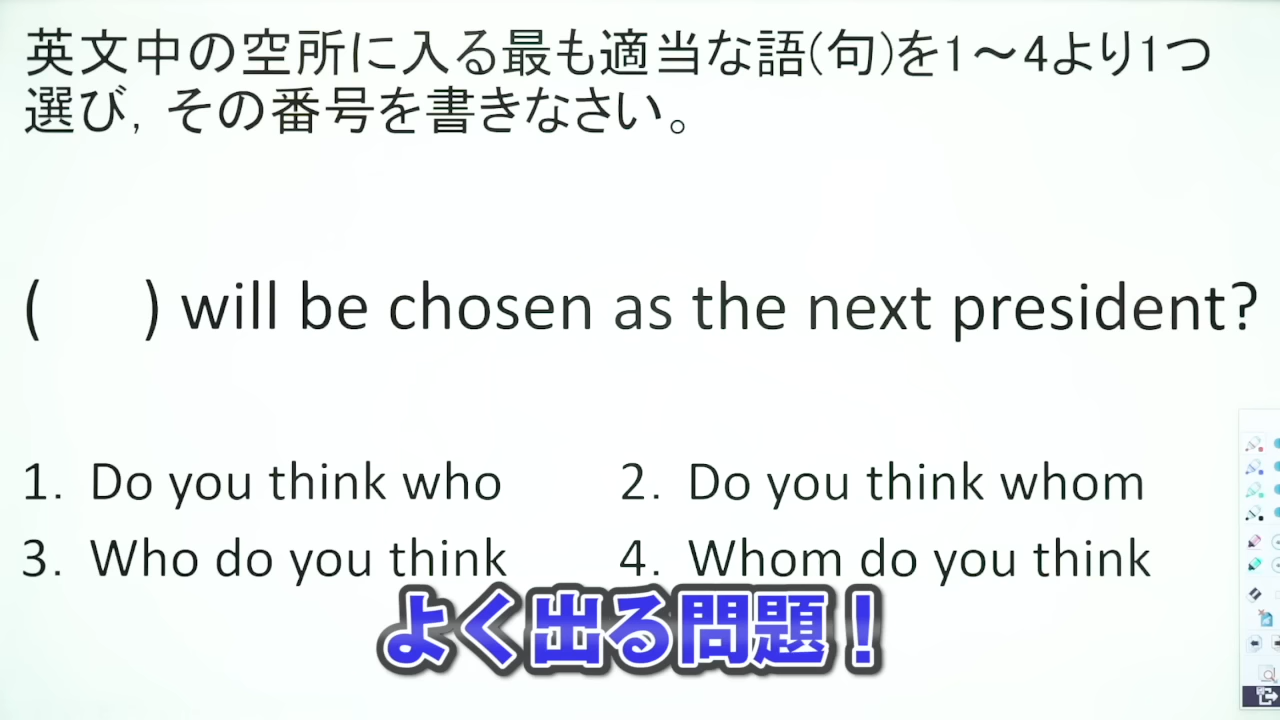 英文中の空所に入る最も適当な語(句)を1～4より1つ
選び，その番号を書きなさい。
(　　) will be chosen as the next president?
1. Do you think who　　2. Do you think whom
3. Who do you think　　4. Whom do you think
よく出る問題！